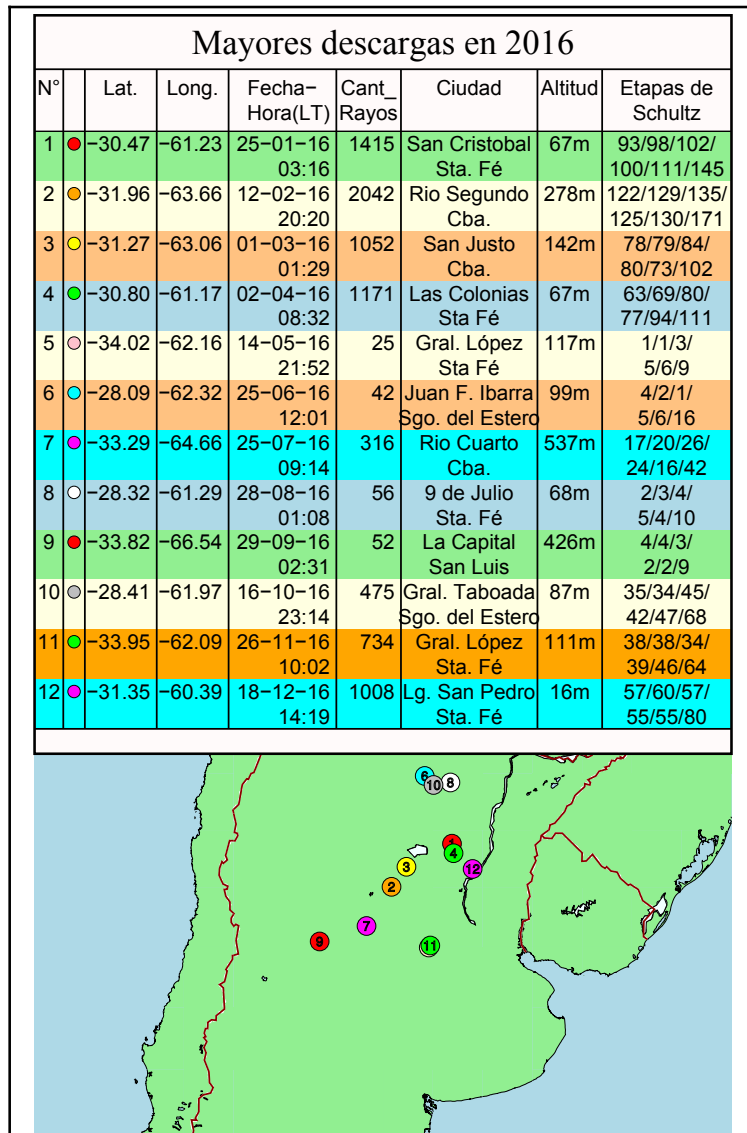 Mayores descargas en 2016
N° Lat. Long. Fecha− Cant_ Ciudad Altitud Etapas de
Hora(LT) Rayos Schultz
1 −30.47 −61.23 25−01−16 1415 San Cristobal 67m 93/98/102/
03:16 Sta. Fé 100/111/145
2 −31.96 −63.66 12−02−16 2042 Rio Segundo 278m 122/129/135/
20:20 Cba. 125/130/171
3 −31.27 −63.06 01−03−16 1052 San Justo 142m 78/79/84/
01:29 Cba. 80/73/102
4 −30.80 −61.17 02−04−16 1171 Las Colonias 67m 63/69/80/
08:32 Sta Fé 77/94/111
5 −34.02 −62.16 14−05−16 25 Gral. López 117m 1/1/3/
21:52 Sta Fé 5/6/9
6 −28.09 −62.32 25−06−16 42 Juan F. Ibarra 99m 4/2/1/
12:01 Sgo. del Estero 5/6/16
7 −33.29 −64.66 25−07−16 316 Rio Cuarto 537m 17/20/26/
09:14 Cba. 24/16/42
8 −28.32 −61.29 28−08−16 56 9 de Julio 68m 2/3/4/
01:08 Sta. Fé 5/4/10
9 −33.82 −66.54 29−09−16 52 La Capital 426m 4/4/3/
02:31 San Luis 2/2/9
10 −28.41 −61.97 16−10−16 475 Gral. Taboada 87m 35/34/45/
23:14 Sgo. del Estero 42/47/68
11 −33.95 −62.09 26−11−16 734 Gral. López 111m 38/38/34/
10:02 Sta. Fé 39/46/64
12 −31.35 −60.39 18−12−16 1008 Lg. San Pedro 16m 57/60/57/
14:19 Sta. Fé 55/55/80
6
10 8
1
4
3 12
2
7
9 11